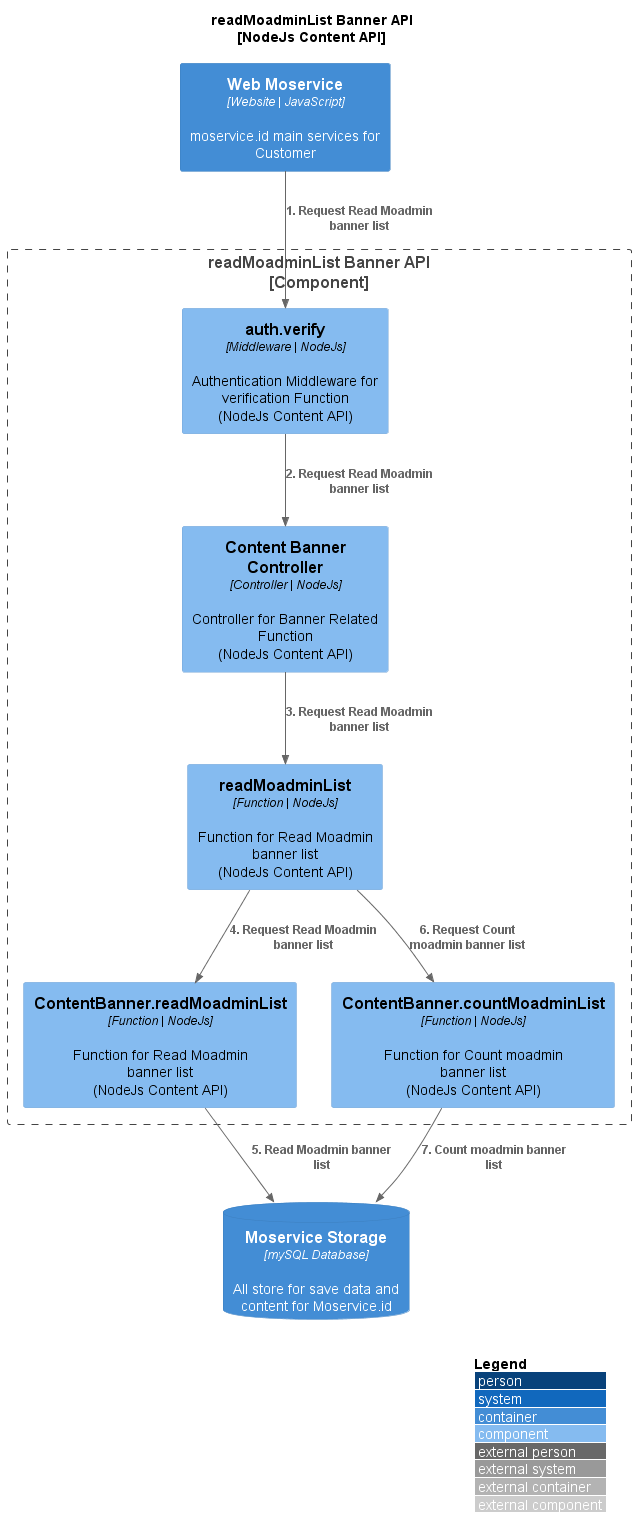 readMoadminList Banner API
[NodeJs Content API]
Web Moservice
[Website | JavaScript]
moservice.id main services for
Customer
1. Request Read Moadmin
banner list
readMoadminList Banner API
[Component]
auth.verify
[Middleware | NodeJs]
Authentication Middleware for
verification Function
(NodeJs Content API)
2. Request Read Moadmin
banner list
Content Banner
Controller
[Controller | NodeJs]
Controller for Banner Related
Function
(NodeJs Content API)
3. Request Read Moadmin
banner list
readMoadminList
[Function | NodeJs]
Function for Read Moadmin
banner list
(NodeJs Content API)
4. Request Read Moadmin
banner list
6. Request Count
moadmin banner list
ContentBanner.readMoadminList
[Function | NodeJs]
Function for Read Moadmin
banner list
(NodeJs Content API)
ContentBanner.countMoadminList
[Function | NodeJs]
Function for Count moadmin
banner list
(NodeJs Content API)
5. Read Moadmin banner
list
7. Count moadmin banner
list
Moservice Storage
[mySQL Database]
All store for save data and
content for Moservice.id
Legend
person
system
container
component
external person
external system
external container
external component